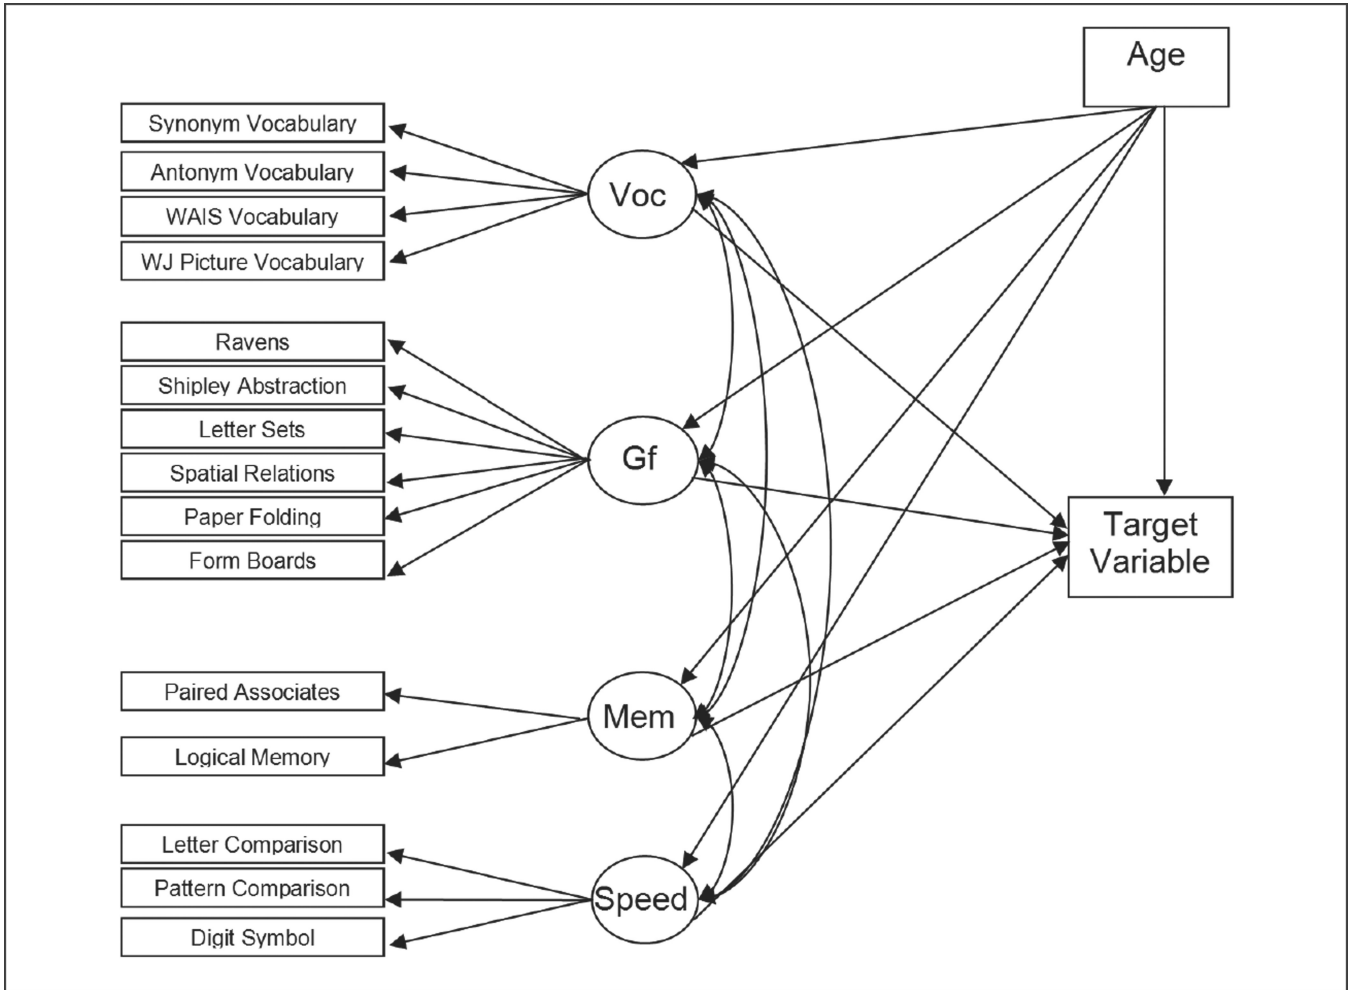 Age
Synonym Vocabulary
Antonym Vocabulary
WAIS Vocabulary
WJ Picture Vocabulary
Voc
Ravens
Shipley Abstraction
Letter Sets
Spatial Relations
Paper Folding
Form Boards
Gf
Target
Variable
Paired Associates
Logical Memory
Mem
Letter Comparison
Pattern Comparison
Digit Symbol
Speed